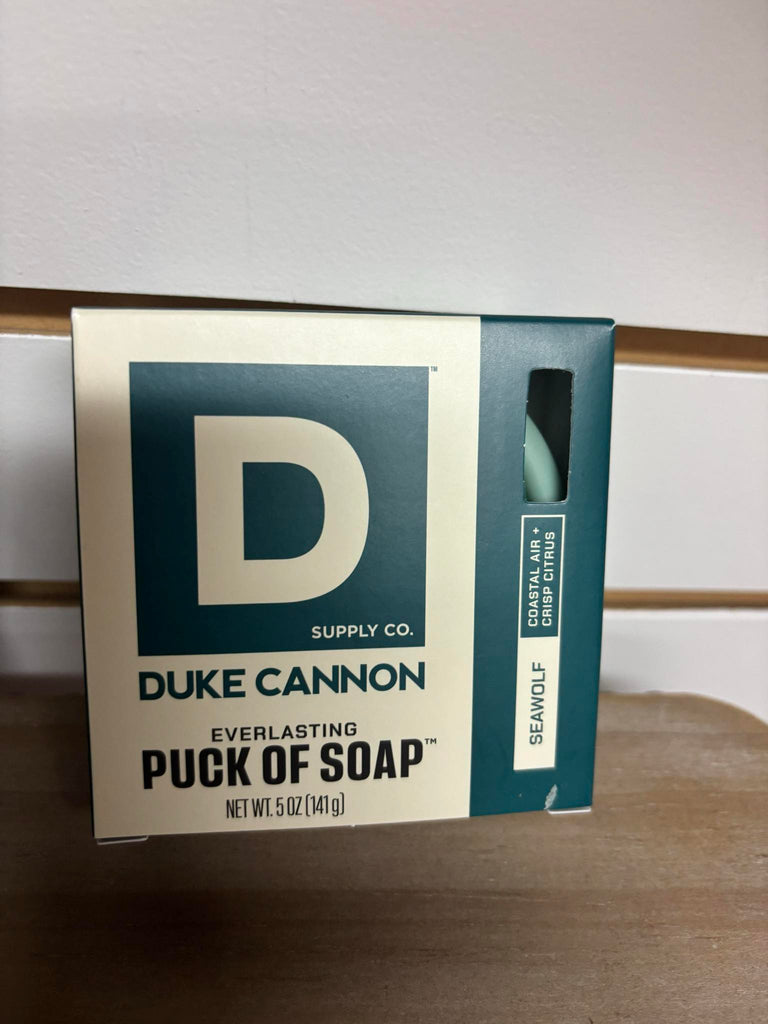 D
™
SUPPLY CO.
DUKE CANNON
EVERLASTING
PUCK OF SOAP™
NET WT. 5 OZ (141 g)
COASTAL AIR +
CRISP CITRUS
SEAWOLF